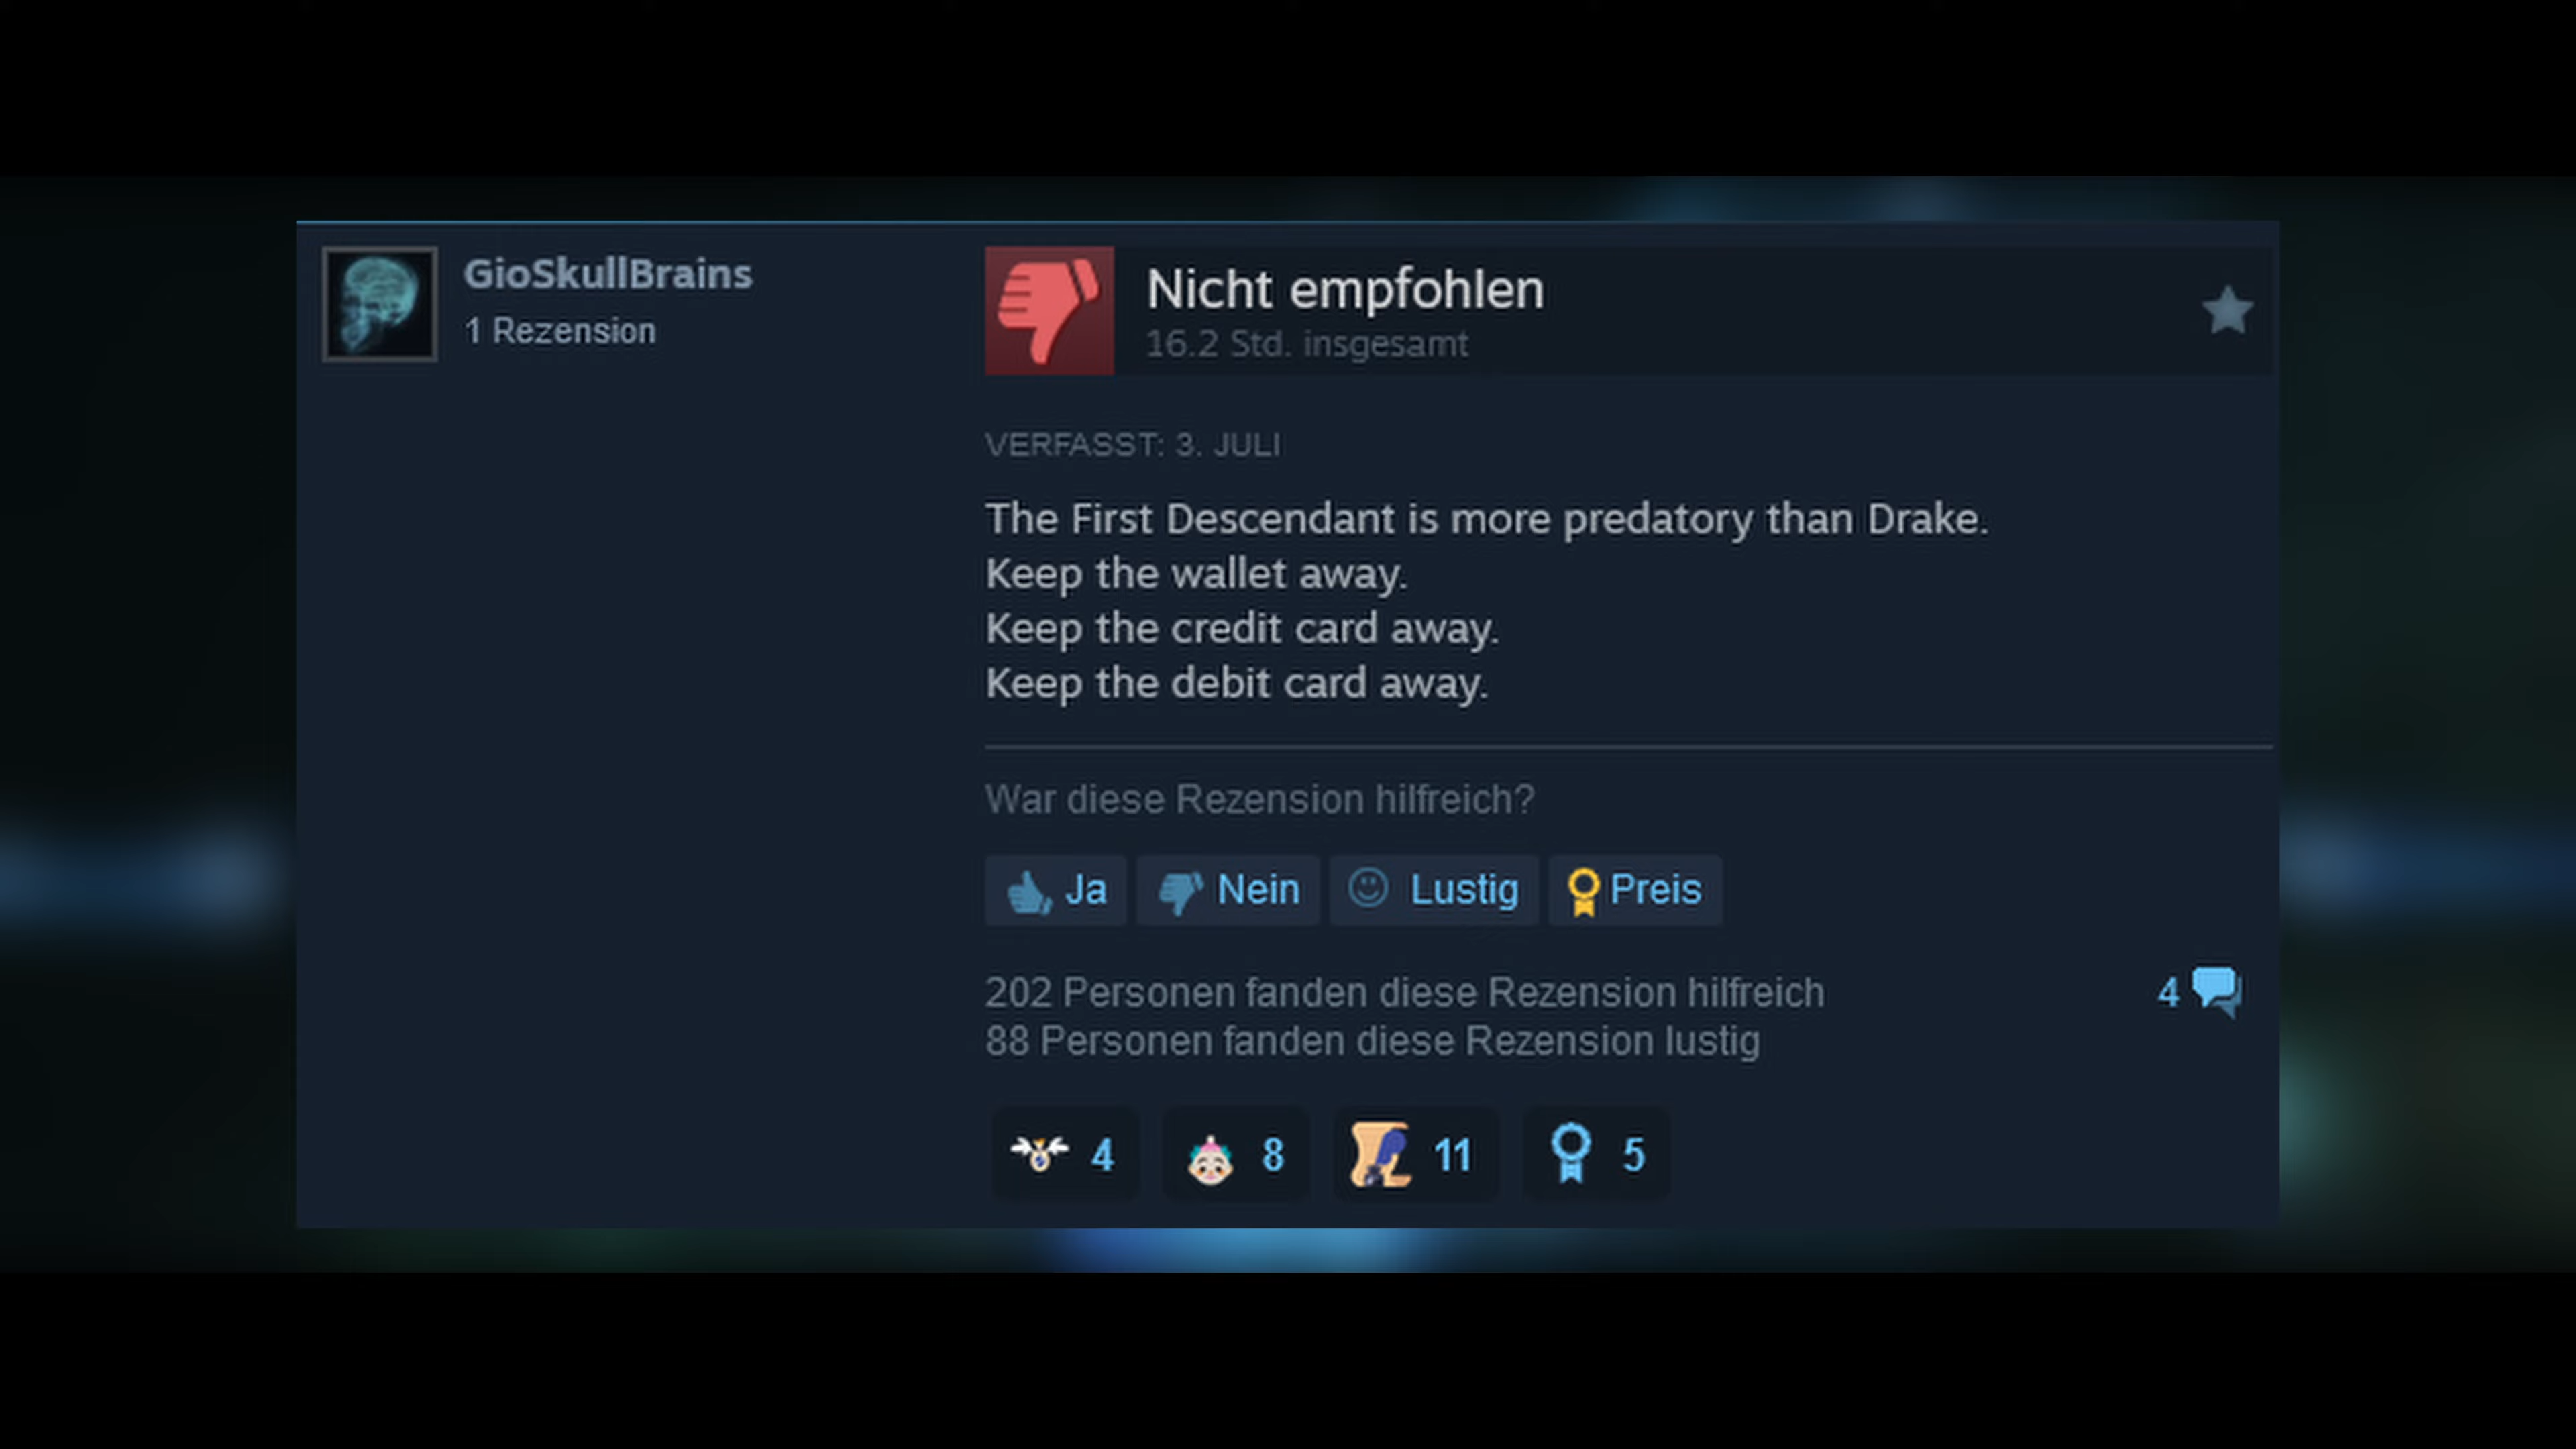 GioSkullBrains
1 Rezension
Nicht empfohlen
16.2 Std. insgesamt
VERFASST: 3. JULI
The First Descendant is more predatory than Drake.
Keep the wallet away.
Keep the credit card away.
Keep the debit card away.
War diese Rezension hilfreich?
Ja Nein Lustig Preis
202 Personen fanden diese Rezension hilfreich 4
88 Personen fanden diese Rezension lustig
4 8 11 5